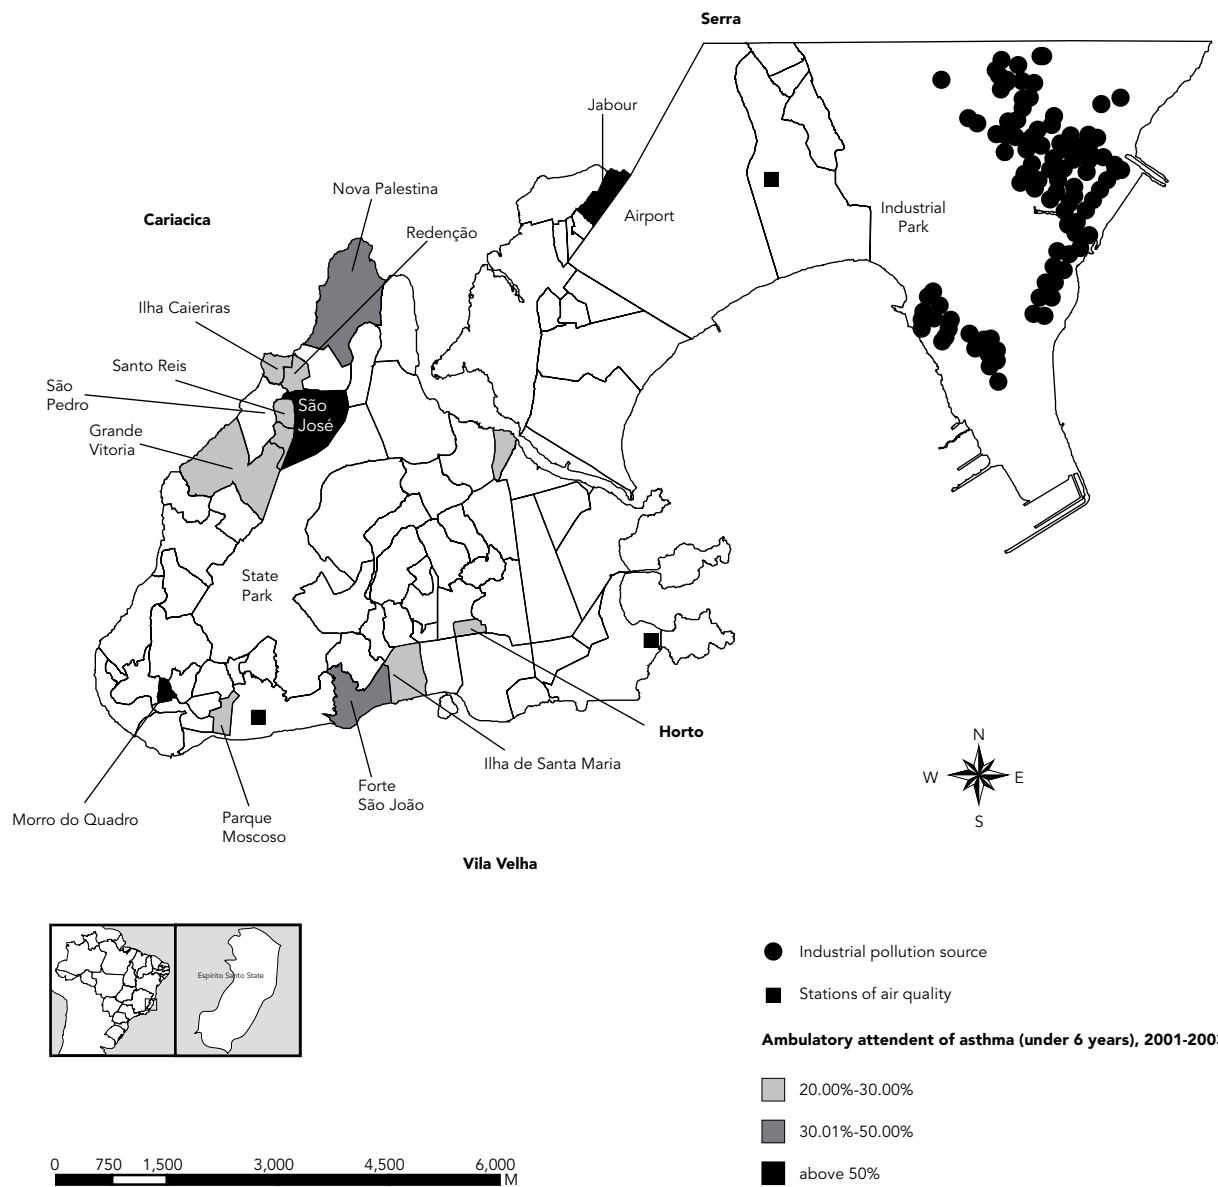 Serra
Jabour
Nova Palestina
Cariacica
Redenção
Airport
Industrial
Park
Ilha Caieriras
Santo Reis
São
Pedro
São
José
Grande
Vitoria
State
Park
Horto
Ilha de Santa Maria
Forte
São João
Morro do Quadro
Parque
Moscoso
Vila Velha
N
W
E
S
Espírito Santo State
Industrial pollution source
Stations of air quality
Ambulatory attendent of asthma (under 6 years), 2001-2003
20.00%-30.00%
30.01%-50.00%
above 50%
0 750 1,500 3,000 4,500 6,000
M